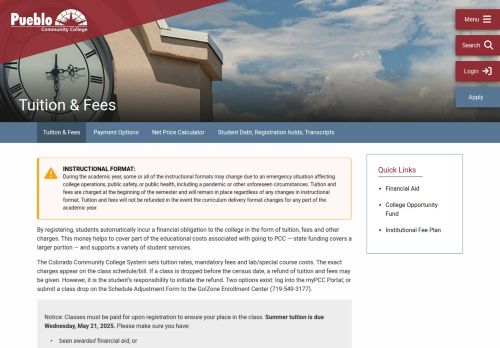 Pueblo
Community College
Menu
Search
Login
Apply
Tuition & Fees
Tuition & Fees
Payment Options
Net Price Calculator
Student Debt, Registration holds, Transcripts
INSTRUCTIONAL FORMAT:
During the academic year, some or all of the instructional formats may change due to an emergency situation affecting
college operations, public safety, or public health, including a pandemic or other unforeseen circumstances. Tuition and
fees are charged at the beginning of the semester and will remain in place regardless of any changes in instructional
format. Tuition and fees will not be refunded in the event the curriculum delivery format changes for any part of the
academic year.
By registering, students automatically incur a financial obligation to the college in the form of tuition, fees and other
charges. This money helps to cover part of the educational costs associated with going to PCC — state funding covers a
larger portion — and supports a variety of student services.
The Colorado Community College System sets tuition rates, mandatory fees and lab/special course costs. The exact
charges appear on the class schedule/bill. If a class is dropped before the census date, a refund of tuition and fees may
be given. However, it is the student's responsibility to initiate the refund. Two options exist: log into the myPCC Portal; or
submit a class drop on the Schedule Adjustment Form to the Go!Zone Enrollment Center (719-549-3177).
Notice: Classes must be paid for upon registration to ensure your place in the class. Summer tuition is due
Wednesday, May 21, 2025. Please make sure you have:
been awarded financial aid; or
Quick Links
Financial Aid
College Opportunity
Fund
Institutional Fee Plan